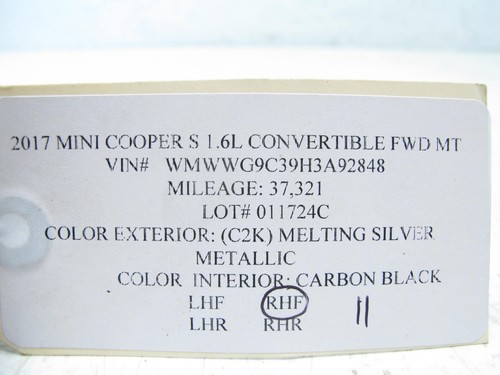 2017 MINI COOPER S 1.6L CONVERTIBLE FWD MT
VIN# WMWWG9C39H3A92848
MILEAGE: 37,321
LOT# 011724C
COLOR EXTERIOR: (C2K) MELTING SILVER
METALLIC
COLOR INTERIOR: CARBON BLACK
LHF RHF 11
LHR RHR